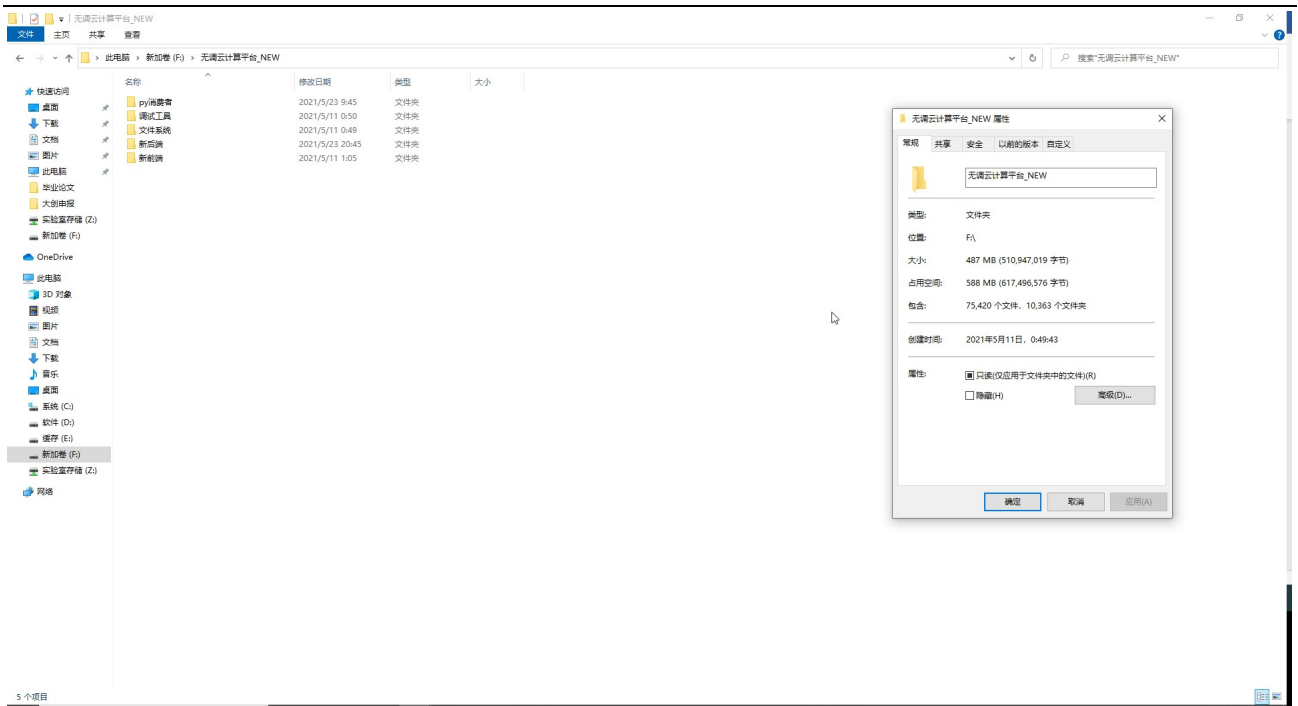 无调云计算平台_NEW
文件 主页 共享 查看
此电脑 › 新加卷 (F:) › 无调云计算平台_NEW
搜索"无调云计算平台_NEW"
名称 修改日期 类型 大小
py消费者 2021/5/23 9:45 文件夹
调试工具 2021/5/11 0:50 文件夹
文件系统 2021/5/11 0:49 文件夹
新后端 2021/5/23 20:45 文件夹
新前端 2021/5/11 1:05 文件夹
快速访问
桌面
下载
文档
图片
此电脑
毕业论文
大创申报
实验室存储 (Z:)
新加卷 (F:)
OneDrive
此电脑
3D 对象
视频
图片
文档
下载
音乐
桌面
系统 (C:)
软件 (D:)
缓存 (E:)
新加卷 (F:)
实验室存储 (Z:)
网络
5 个项目
无调云计算平台_NEW 属性
常规 共享 安全 以前的版本 自定义
无调云计算平台_NEW
类型: 文件夹
位置: F:\
大小: 487 MB (510,947,019 字节)
占用空间: 588 MB (617,496,576 字节)
包含: 75,420 个文件，10,363 个文件夹
创建时间: 2021年5月11日，0:49:43
属性: 只读(仅应用于文件夹中的文件)(R)
隐藏(H) 高级(D)...
确定 取消 应用(A)